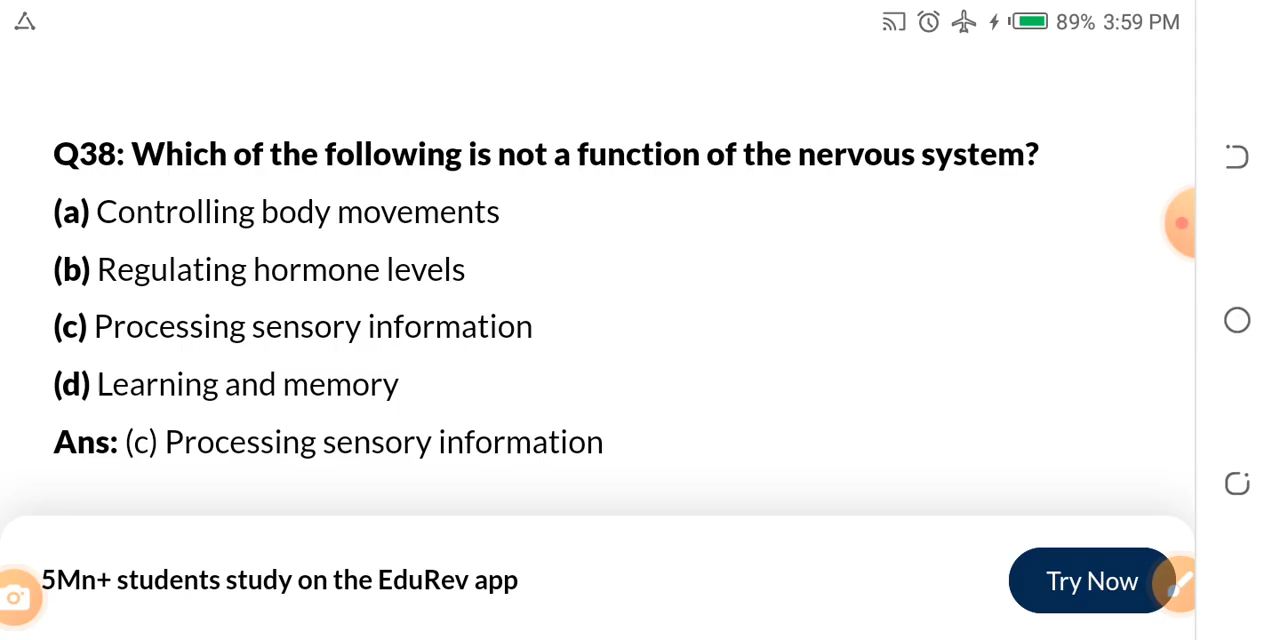 89% 3:59 PM
Q38: Which of the following is not a function of the nervous system?
(a) Controlling body movements
(b) Regulating hormone levels
(c) Processing sensory information
(d) Learning and memory
Ans: (c) Processing sensory information
5Mn+ students study on the EduRev app
Try Now